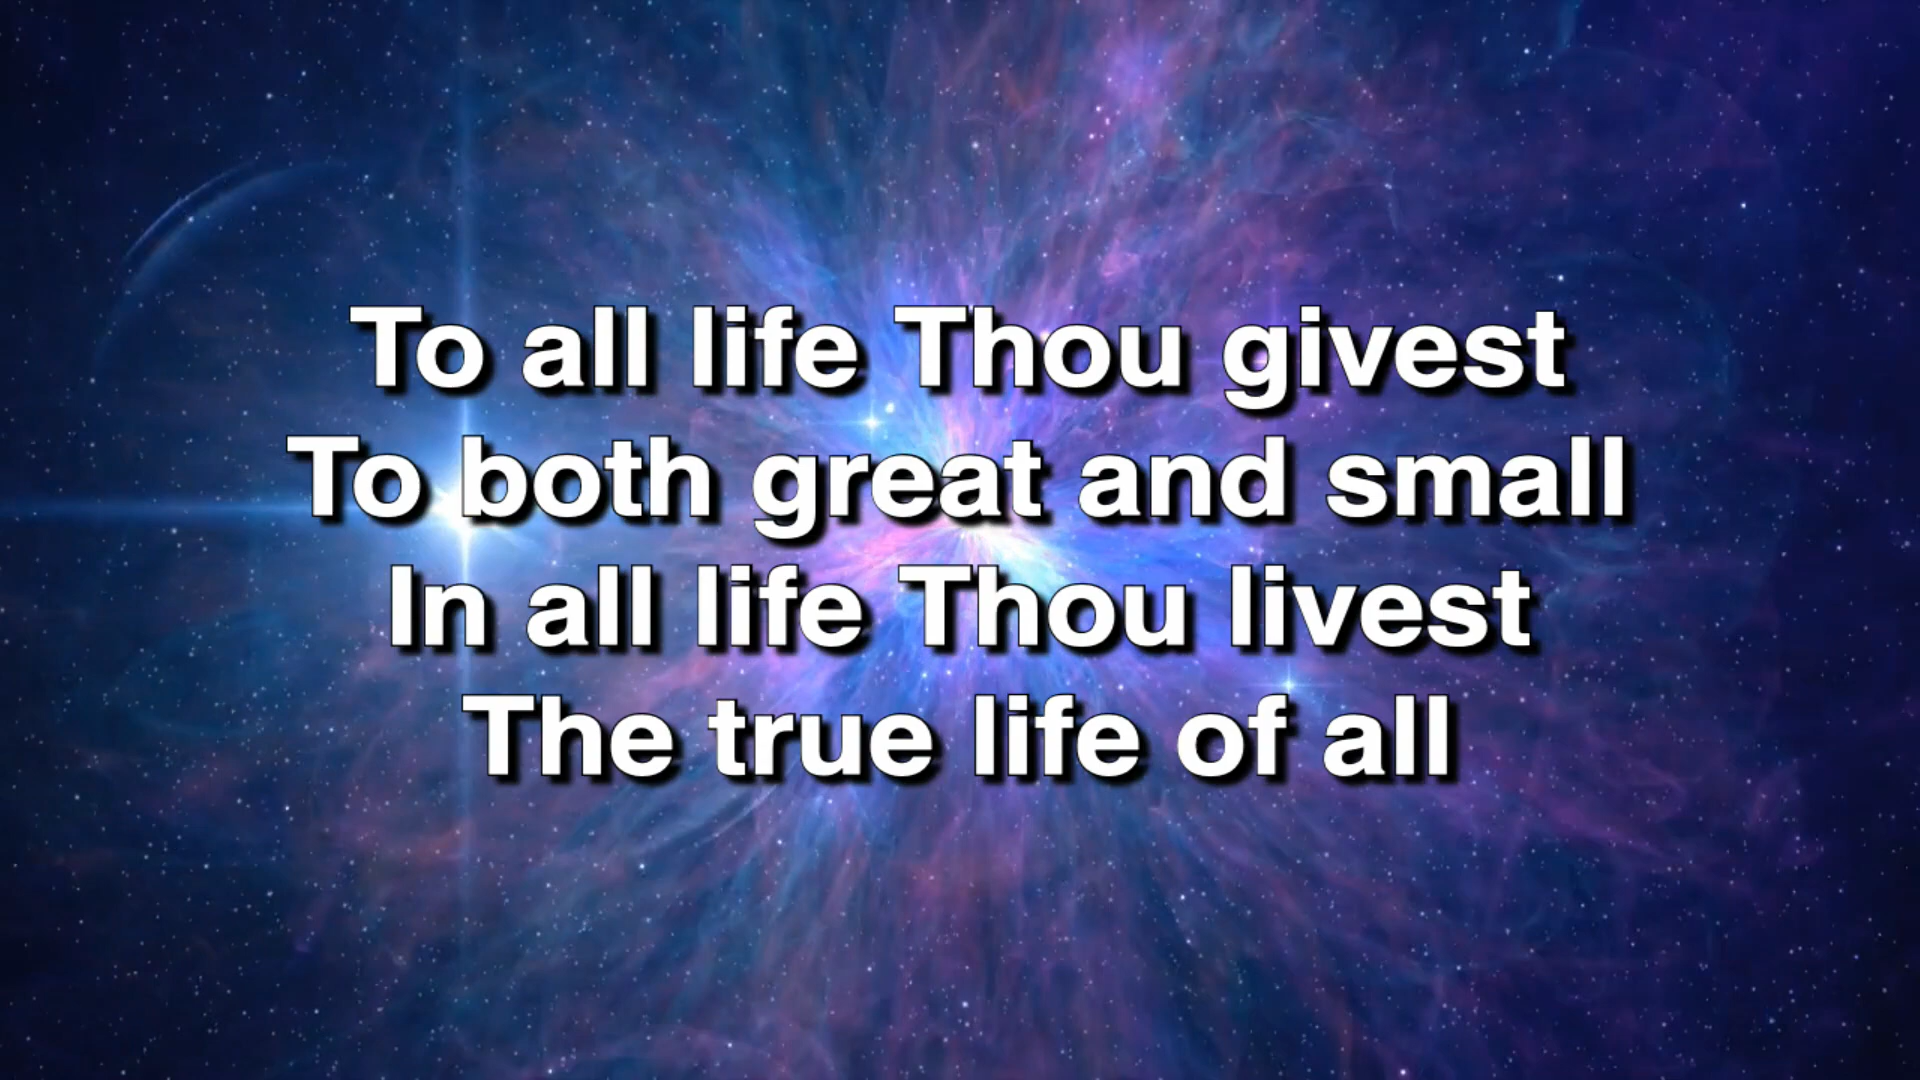 To all life Thou givest
To both great and small
In all life Thou livest
The true life of all